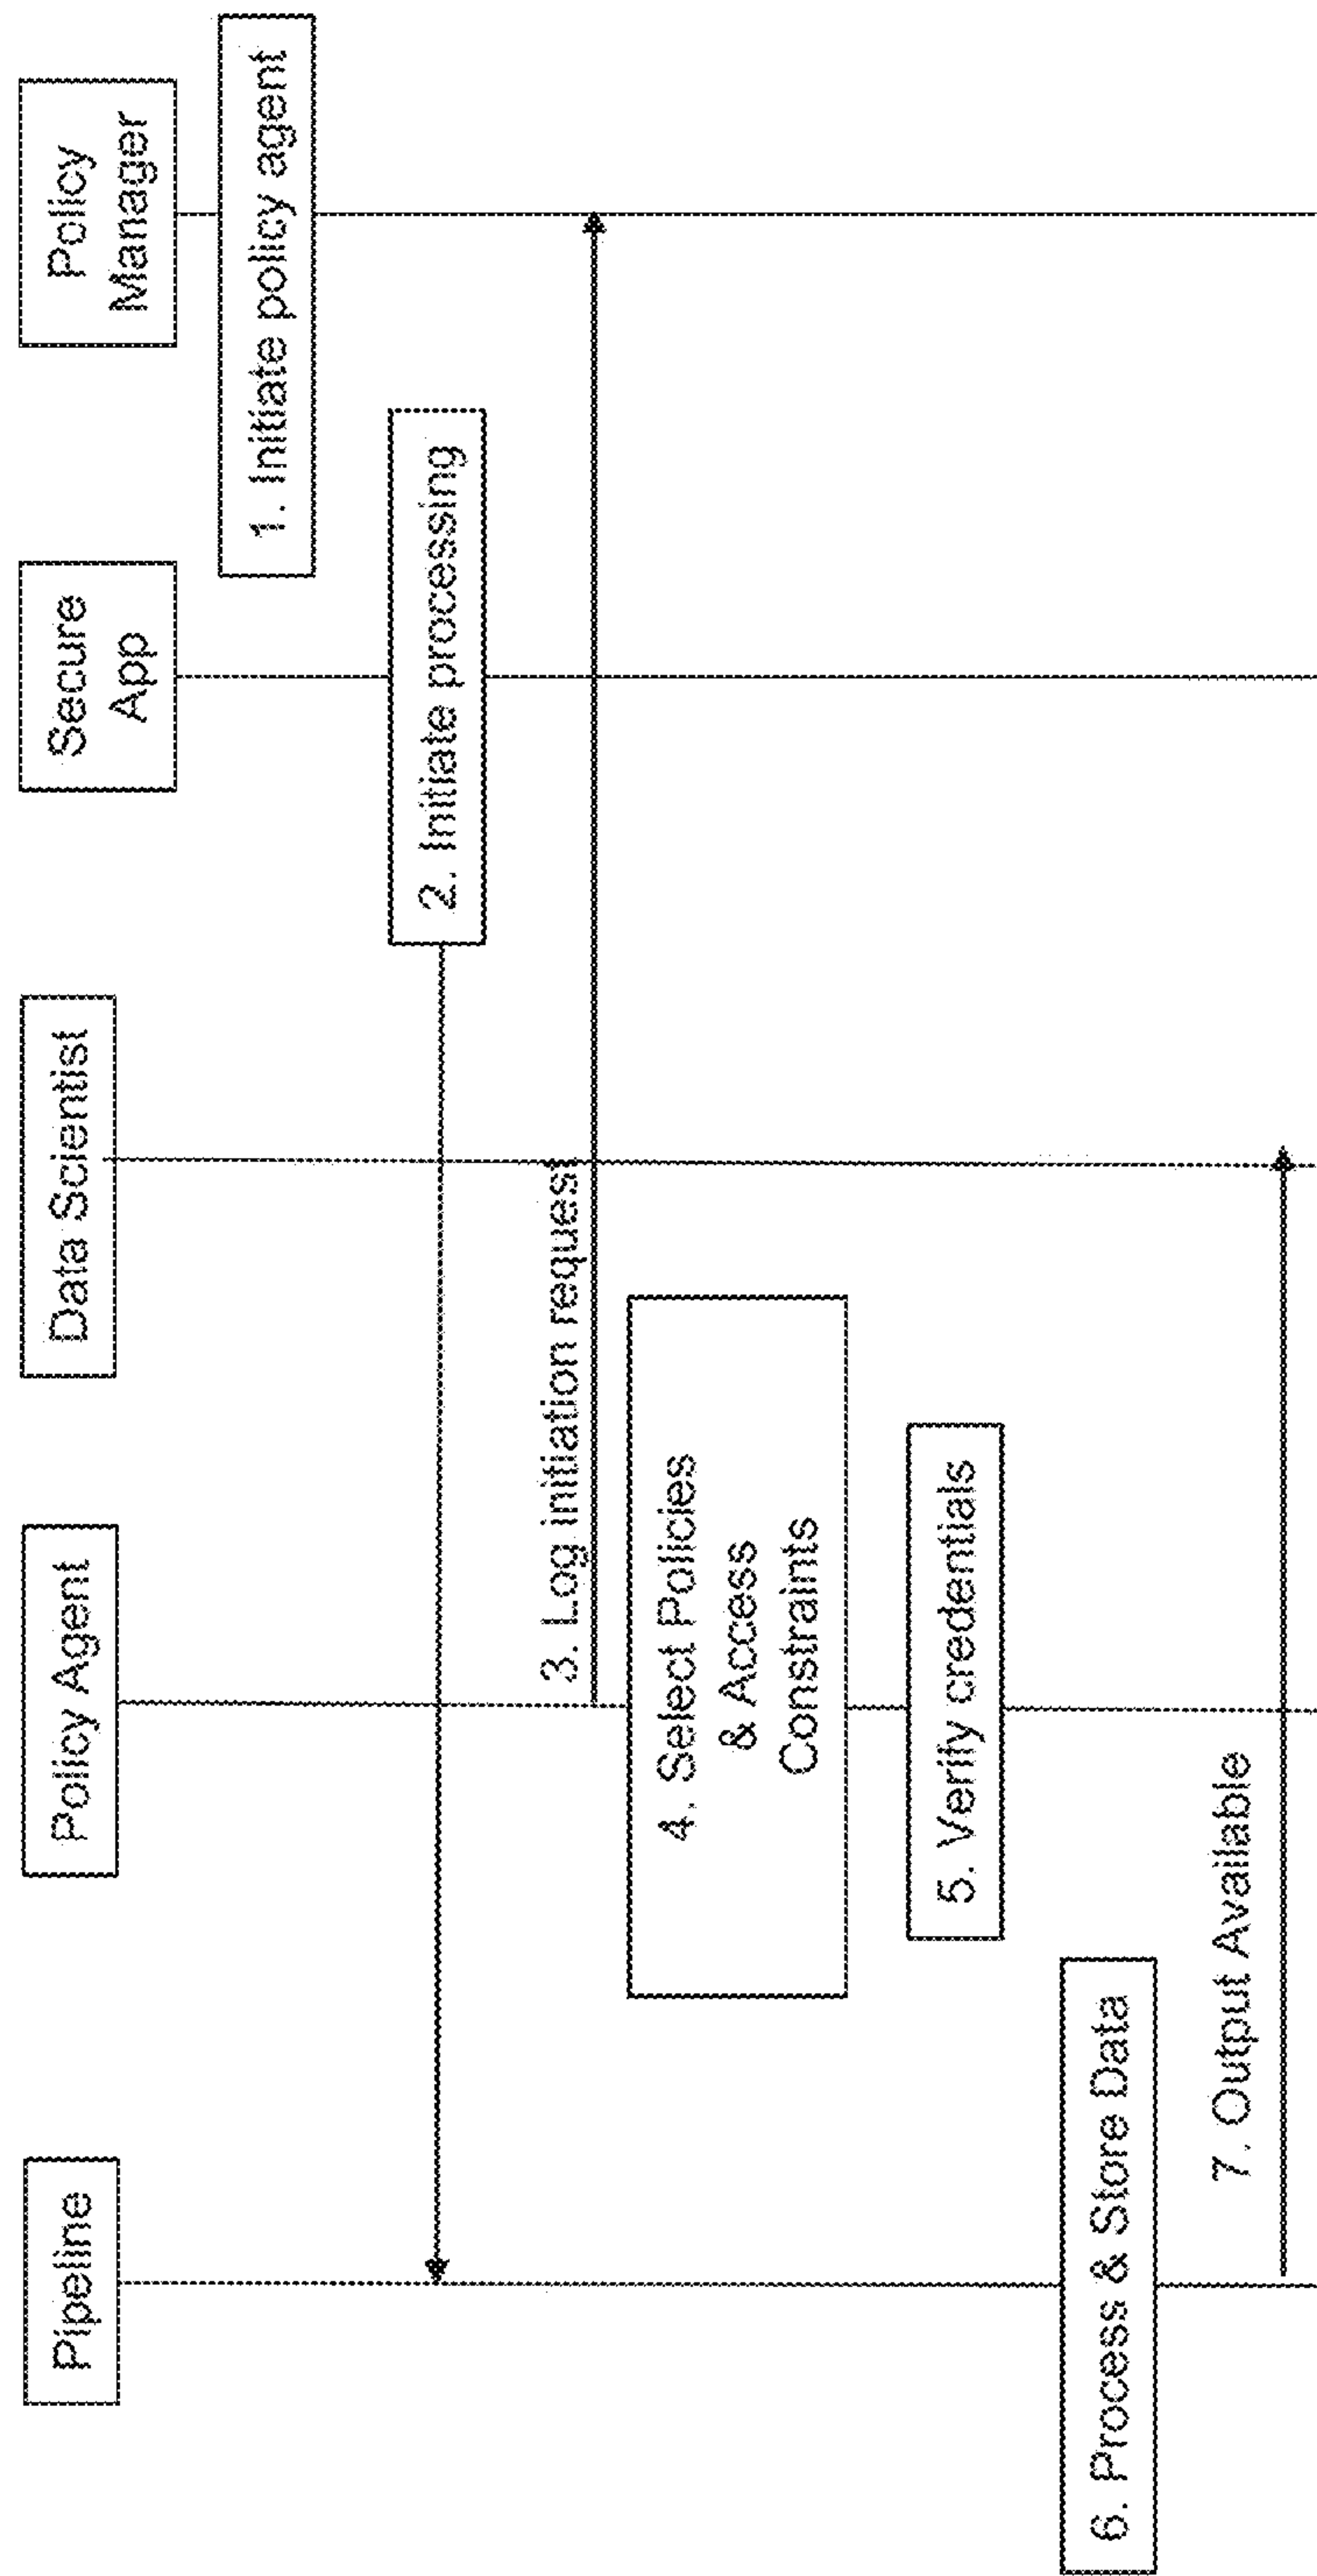 Pipeline
Policy Agent
Data Scientist
Secure
App
Policy
Manager
1. Initiate policy agent
2. Initiate processing
3. Log initiation request
4. Select Policies
& Access
Constraints
5. Verify credentials
6. Process & Store Data
7. Output Available